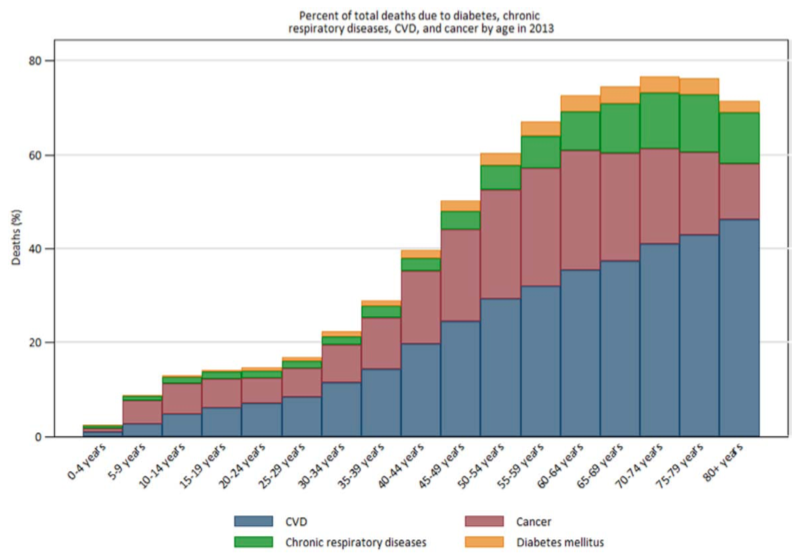 Percent of total deaths due to diabetes, chronic
respiratory diseases, CVD, and cancer by age in 2013
Deaths (%)
80
60
40
20
0
0-4 years
5-9 years
10-14 years
15-19 years
20-24 years
25-29 years
30-34 years
35-39 years
40-44 years
45-49 years
50-54 years
55-59 years
60-64 years
65-69 years
70-74 years
75-79 years
80+ years
CVD
Cancer
Chronic respiratory diseases
Diabetes mellitus